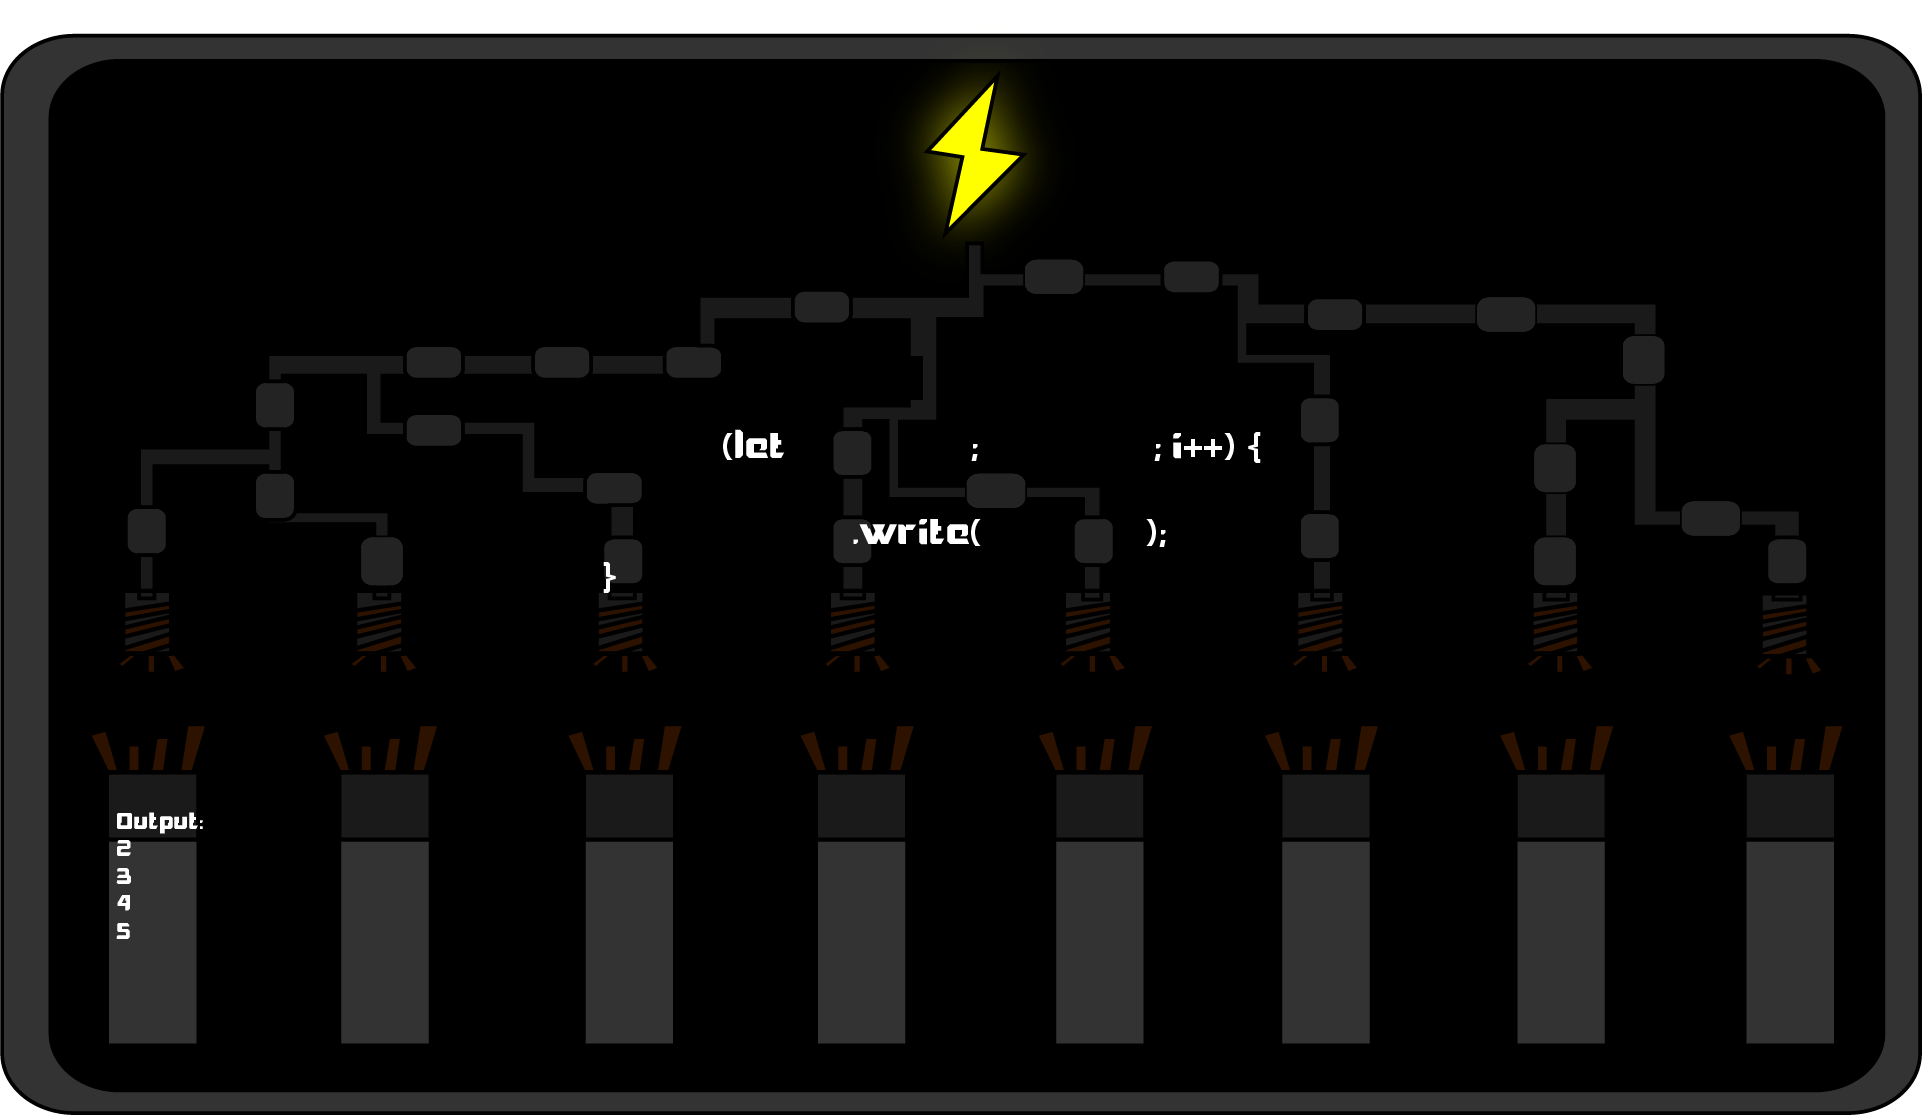 (let ; ; i++) {
.write( );
}
Output:
2
3
4
5